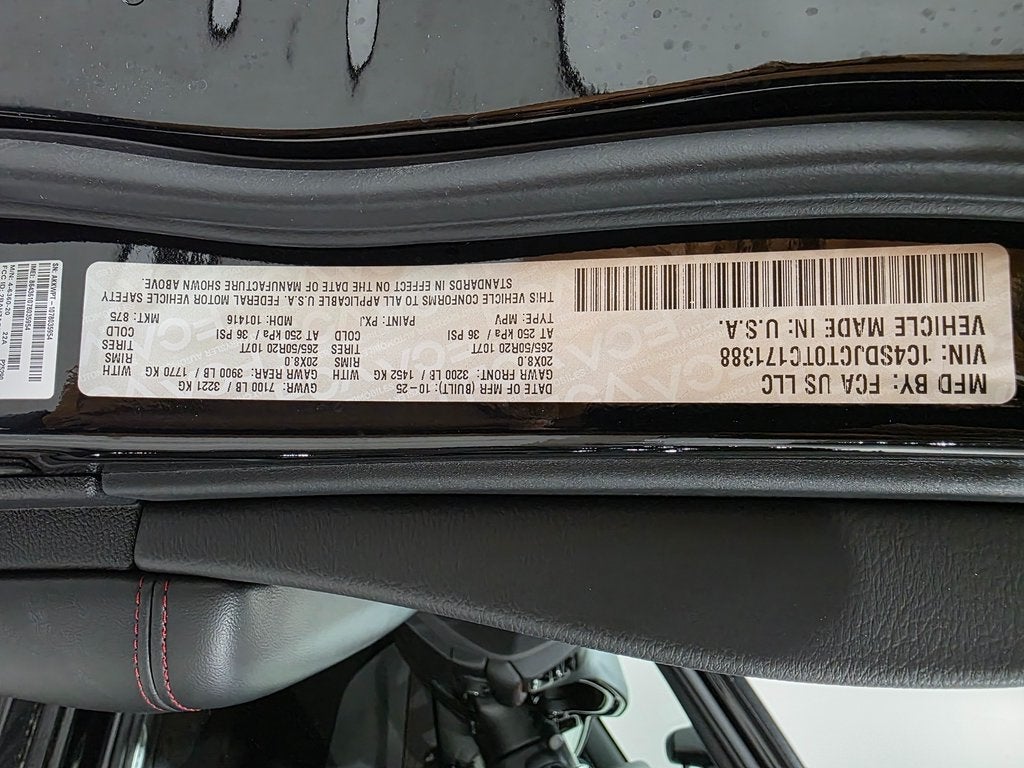 MFD BY: FCA US LLC
VIN: 1C4SDJCT0TC171388
VEHICLE MADE IN: U.S.A.
DATE OF MFR (BUILT): 10-25 GVWR: 7100 LB / 3221 KG
GAWR FRONT: 3200 LB / 1452 KG WITH GAWR REAR: 3900 LB / 1770 KG WITH
20X8.0 RIMS 20X8.0 RIMS
265/50R20 107T TIRES 265/50R20 107T TIRES
AT 250 kPa / 36 PSI COLD AT 250 kPa / 36 PSI COLD
TYPE: MPV PAINT: PXJ MDH: 101416 MKT: 875
THIS VEHICLE CONFORMS TO ALL APPLICABLE U.S.A. FEDERAL MOTOR VEHICLE SAFETY
STANDARDS IN EFFECT ON THE DATE OF MANUFACTURE SHOWN ABOVE.
22A